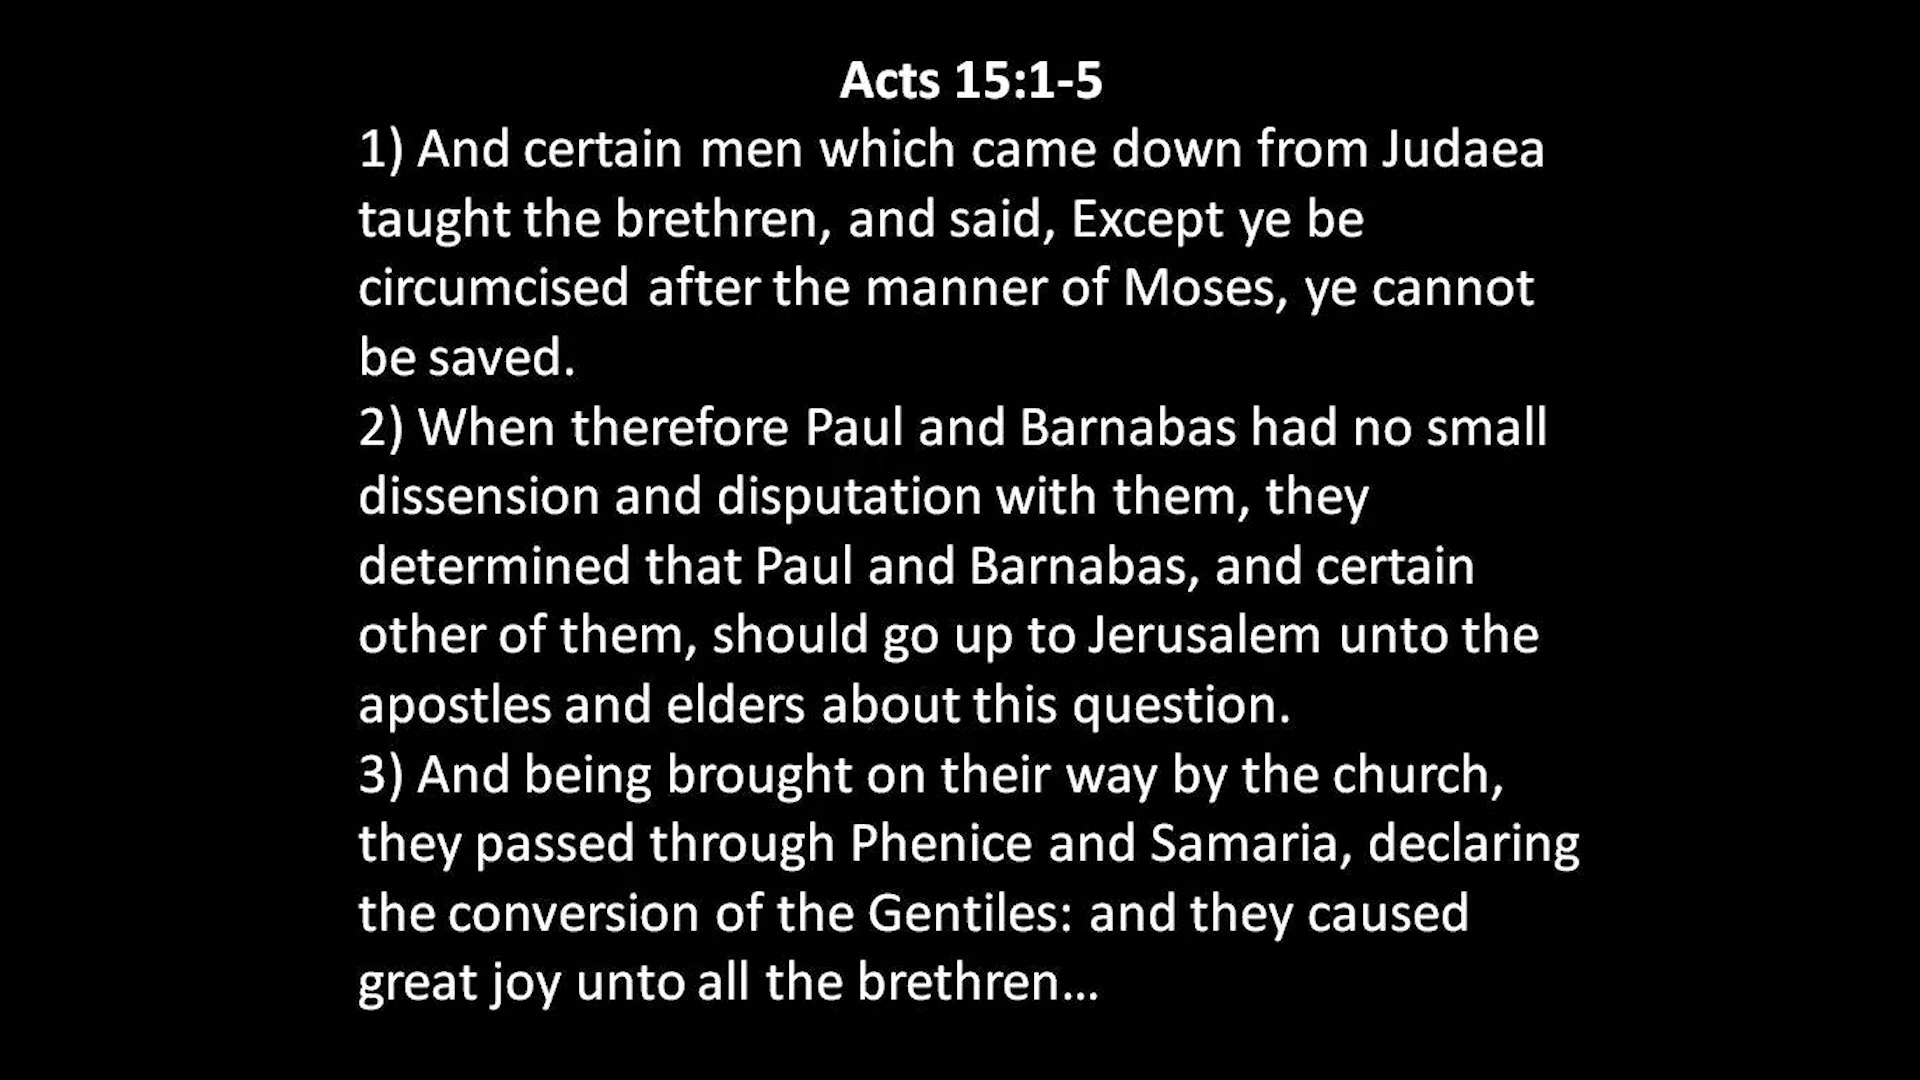 Acts 15:1-5
1) And certain men which came down from Judaea
taught the brethren, and said, Except ye be
circumcised after the manner of Moses, ye cannot
be saved.
2) When therefore Paul and Barnabas had no small
dissension and disputation with them, they
determined that Paul and Barnabas, and certain
other of them, should go up to Jerusalem unto the
apostles and elders about this question.
3) And being brought on their way by the church,
they passed through Phenice and Samaria, declaring
the conversion of the Gentiles: and they caused
great joy unto all the brethren...